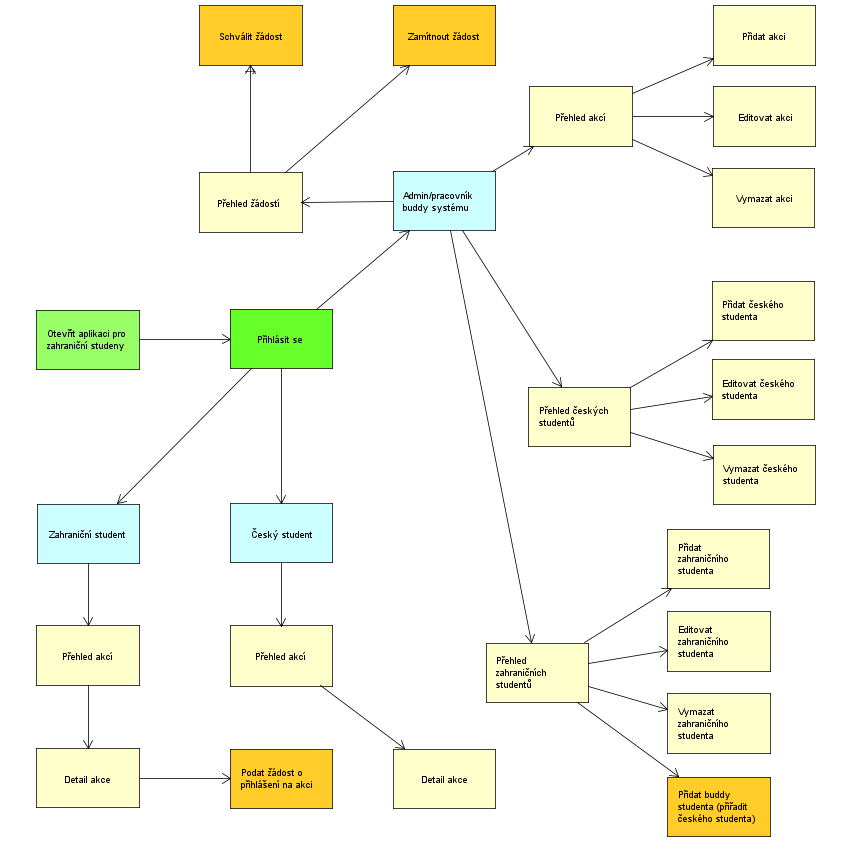 Schválit žádost
Zamítnout žádost
Přidat akci
Přehled akcí
Editovat akci
Přehled žádostí
Admin/pracovník
buddy systému
Vymazat akci
Otevřít aplikaci pro
zahraniční studeny
Přihlásit se
Přidat českého
studenta
Přehled českých
studentů
Editovat českého
studenta
Vymazat českého
studenta
Zahraniční student
Český student
Přidat
zahraničního
studenta
Přehled akcí
Přehled akcí
Přehled
zahraničních
studentů
Editovat
zahraničního
studenta
Vymazat
zahraničního
studenta
Detail akce
Podat žádost o
přihlášení na akci
Detail akce
Přidat buddy
studenta (přiřadit
českého studenta)